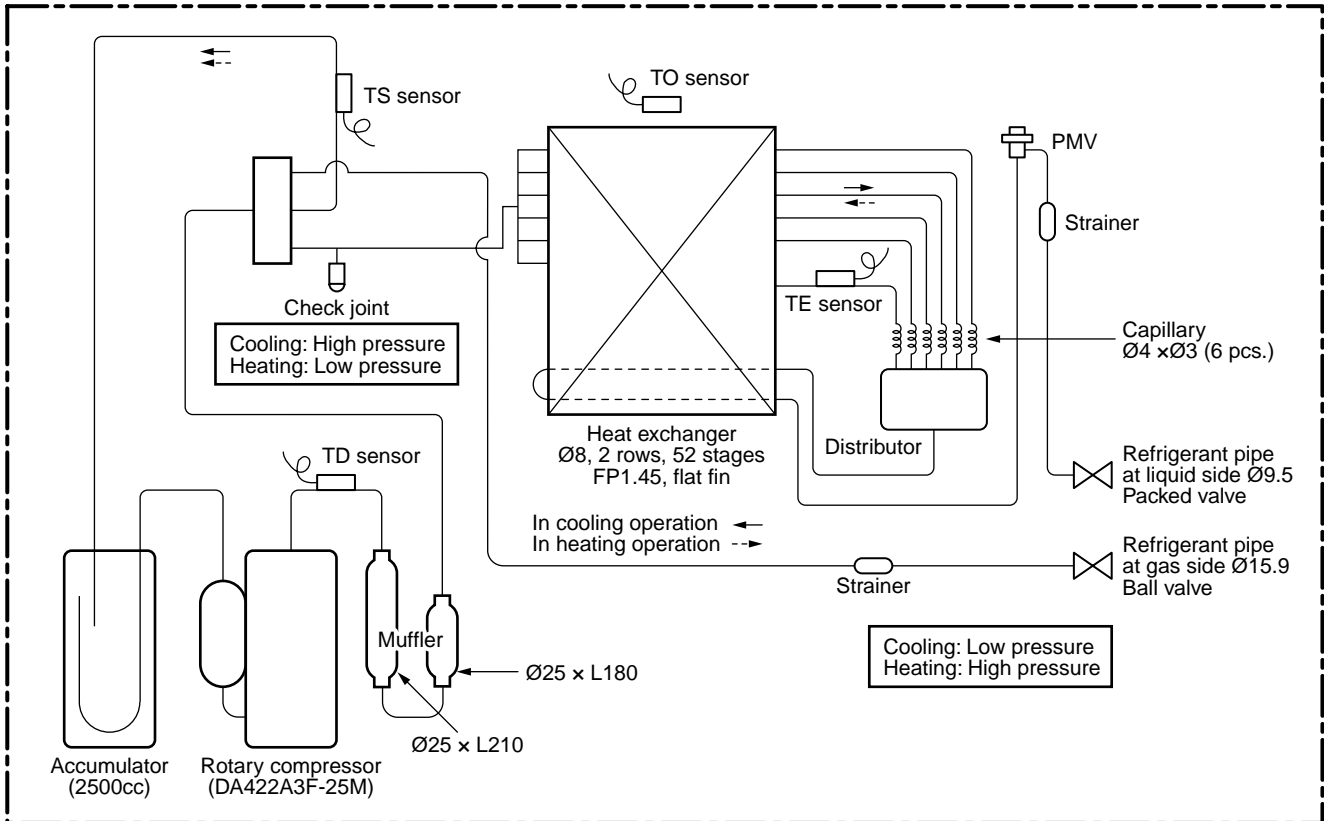 TO sensor
TS sensor
PMV
Strainer
TE sensor
Check joint
Cooling: High pressure
Heating: Low pressure
Capillary
Ø4 ×Ø3 (6 pcs.)
Heat exchanger
Ø8, 2 rows, 52 stages
FP1.45, flat fin
Distributor
TD sensor
Refrigerant pipe
at liquid side Ø9.5
Packed valve
In cooling operation
In heating operation
Refrigerant pipe
at gas side Ø15.9
Ball valve
Strainer
Muffler
Cooling: Low pressure
Heating: High pressure
Ø25 × L180
Ø25 × L210
Accumulator
(2500cc)
Rotary compressor
(DA422A3F-25M)